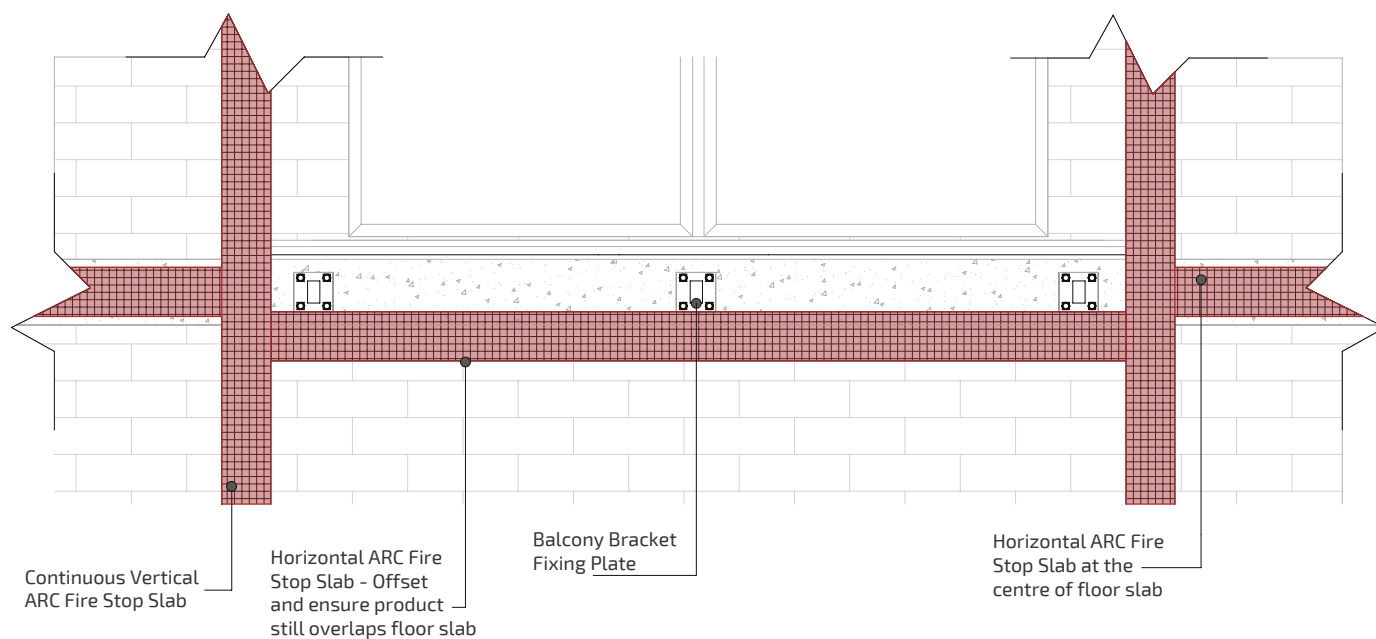 Continuous Vertical
ARC Fire Stop Slab
Horizontal ARC Fire
Stop Slab - Offset
and ensure product
still overlaps floor slab
Balcony Bracket
Fixing Plate
Horizontal ARC Fire
Stop Slab at the
centre of floor slab